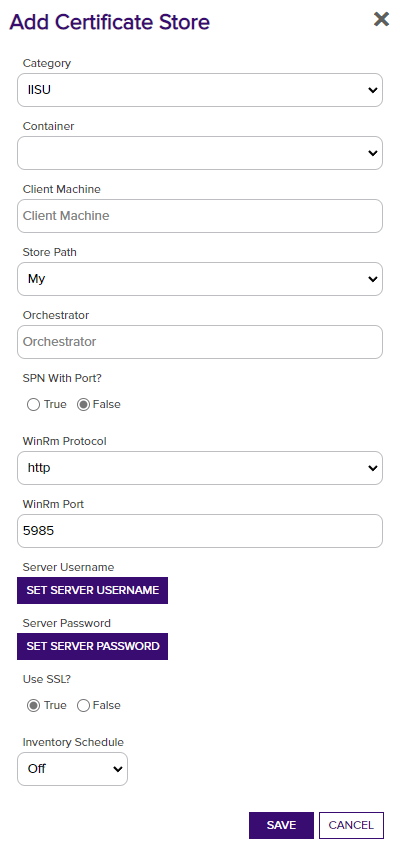 Add Certificate Store
Category
IISU
Container
Client Machine
Client Machine
Store Path
My
Orchestrator
Orchestrator
SPN With Port?
True False
WinRm Protocol
http
WinRm Port
5985
Server Username
SET SERVER USERNAME
Server Password
SET SERVER PASSWORD
Use SSL?
True False
Inventory Schedule
Off
SAVE CANCEL